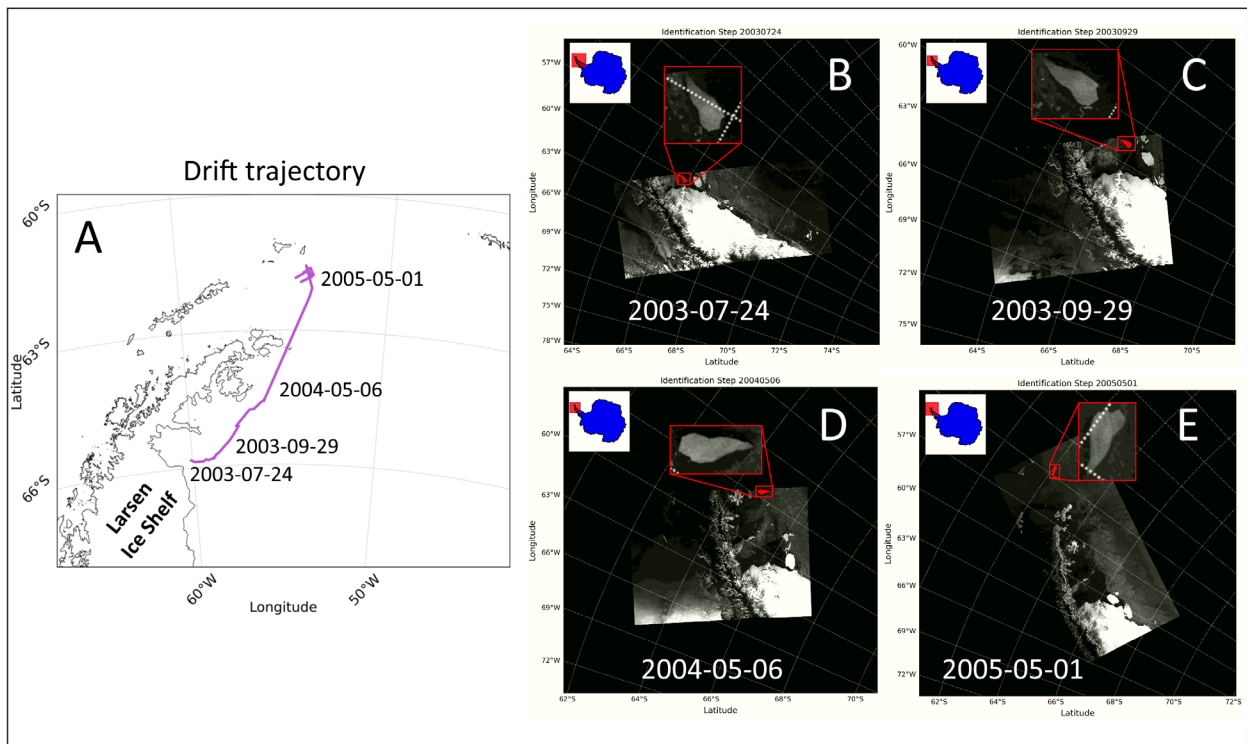 Drift trajectory
A
60°S
63°S
66°S
Latitude
2005-05-01
2004-05-06
2003-09-29
2003-07-24
Larsen
Ice Shelf
60°W
50°W
Longitude
Identification Step 20030724
B
57°W
60°W
63°W
66°W
69°W
72°W
75°W
78°W
Longitude
2003-07-24
64°S
66°S
68°S
70°S
72°S
74°S
Latitude
Identification Step 20030929
C
60°W
63°W
66°W
69°W
72°W
75°W
Longitude
2003-09-29
64°S
66°S
68°S
70°S
Latitude
Identification Step 20040506
D
60°W
63°W
66°W
69°W
72°W
Longitude
2004-05-06
62°S
64°S
66°S
68°S
70°S
Latitude
Identification Step 20050501
E
57°W
60°W
63°W
66°W
69°W
72°W
Longitude
2005-05-01
62°S
64°S
66°S
68°S
70°S
72°S
Latitude